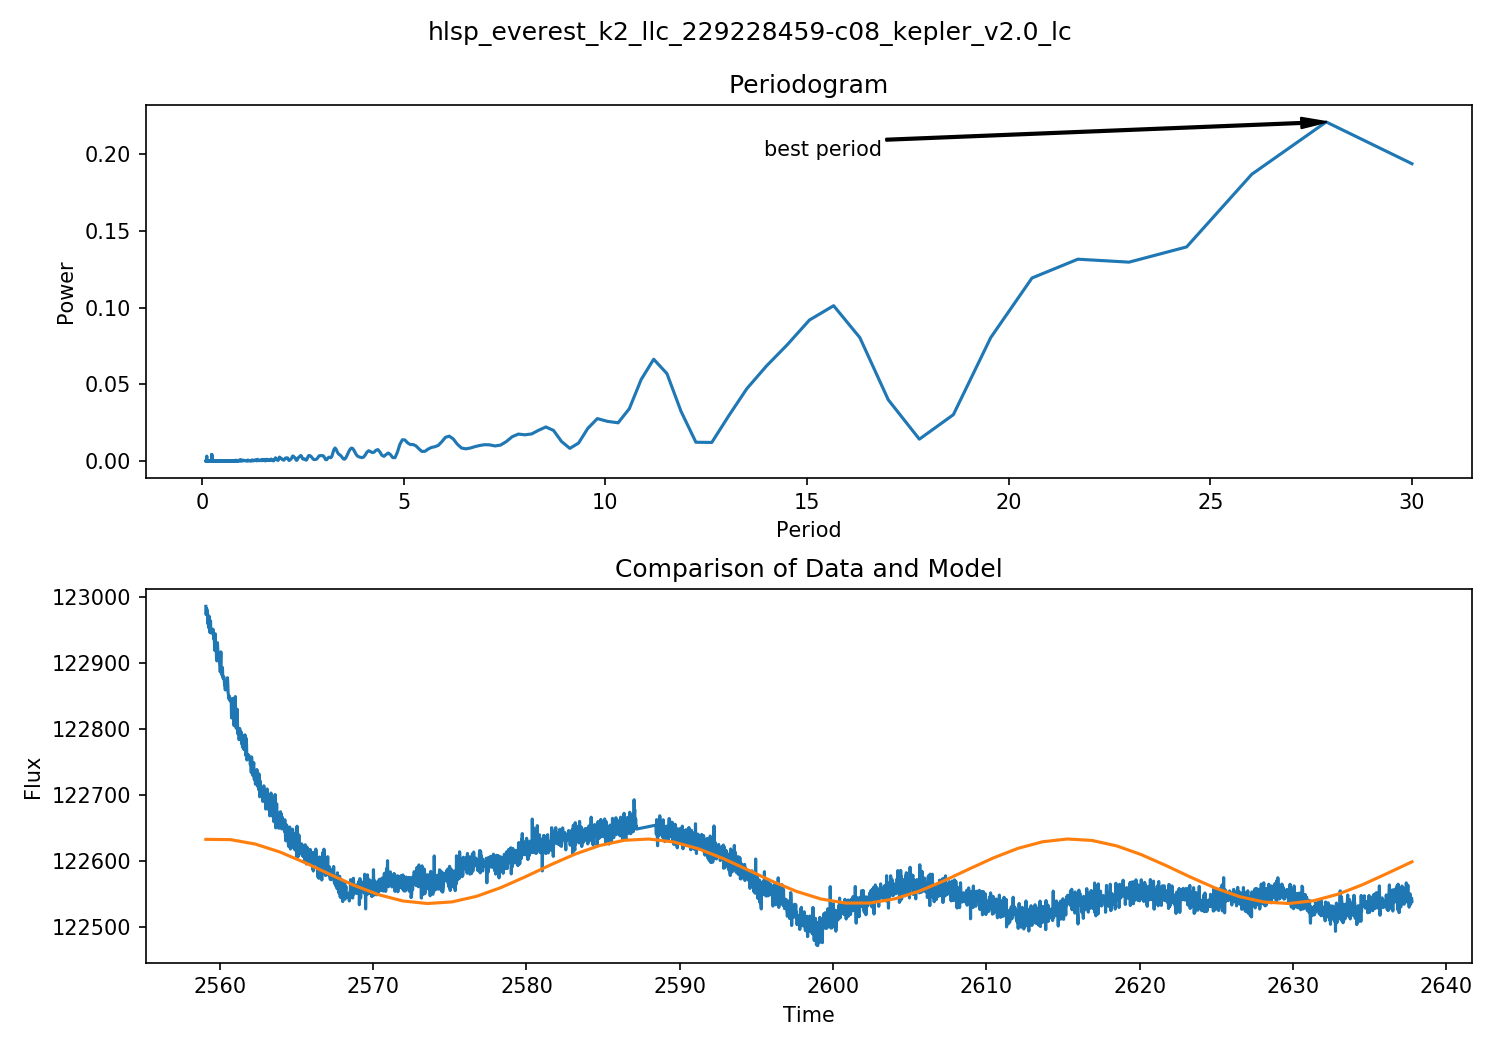 hlsp_everest_k2_llc_229228459-c08_kepler_v2.0_lc
Periodogram
best period
0.20
0.15
0.10
0.05
0.00
Power
0 5 10 15 20 25 30
Period
Comparison of Data and Model
123000
122900
122800
122700
122600
122500
Flux
2560 2570 2580 2590 2600 2610 2620 2630 2640
Time